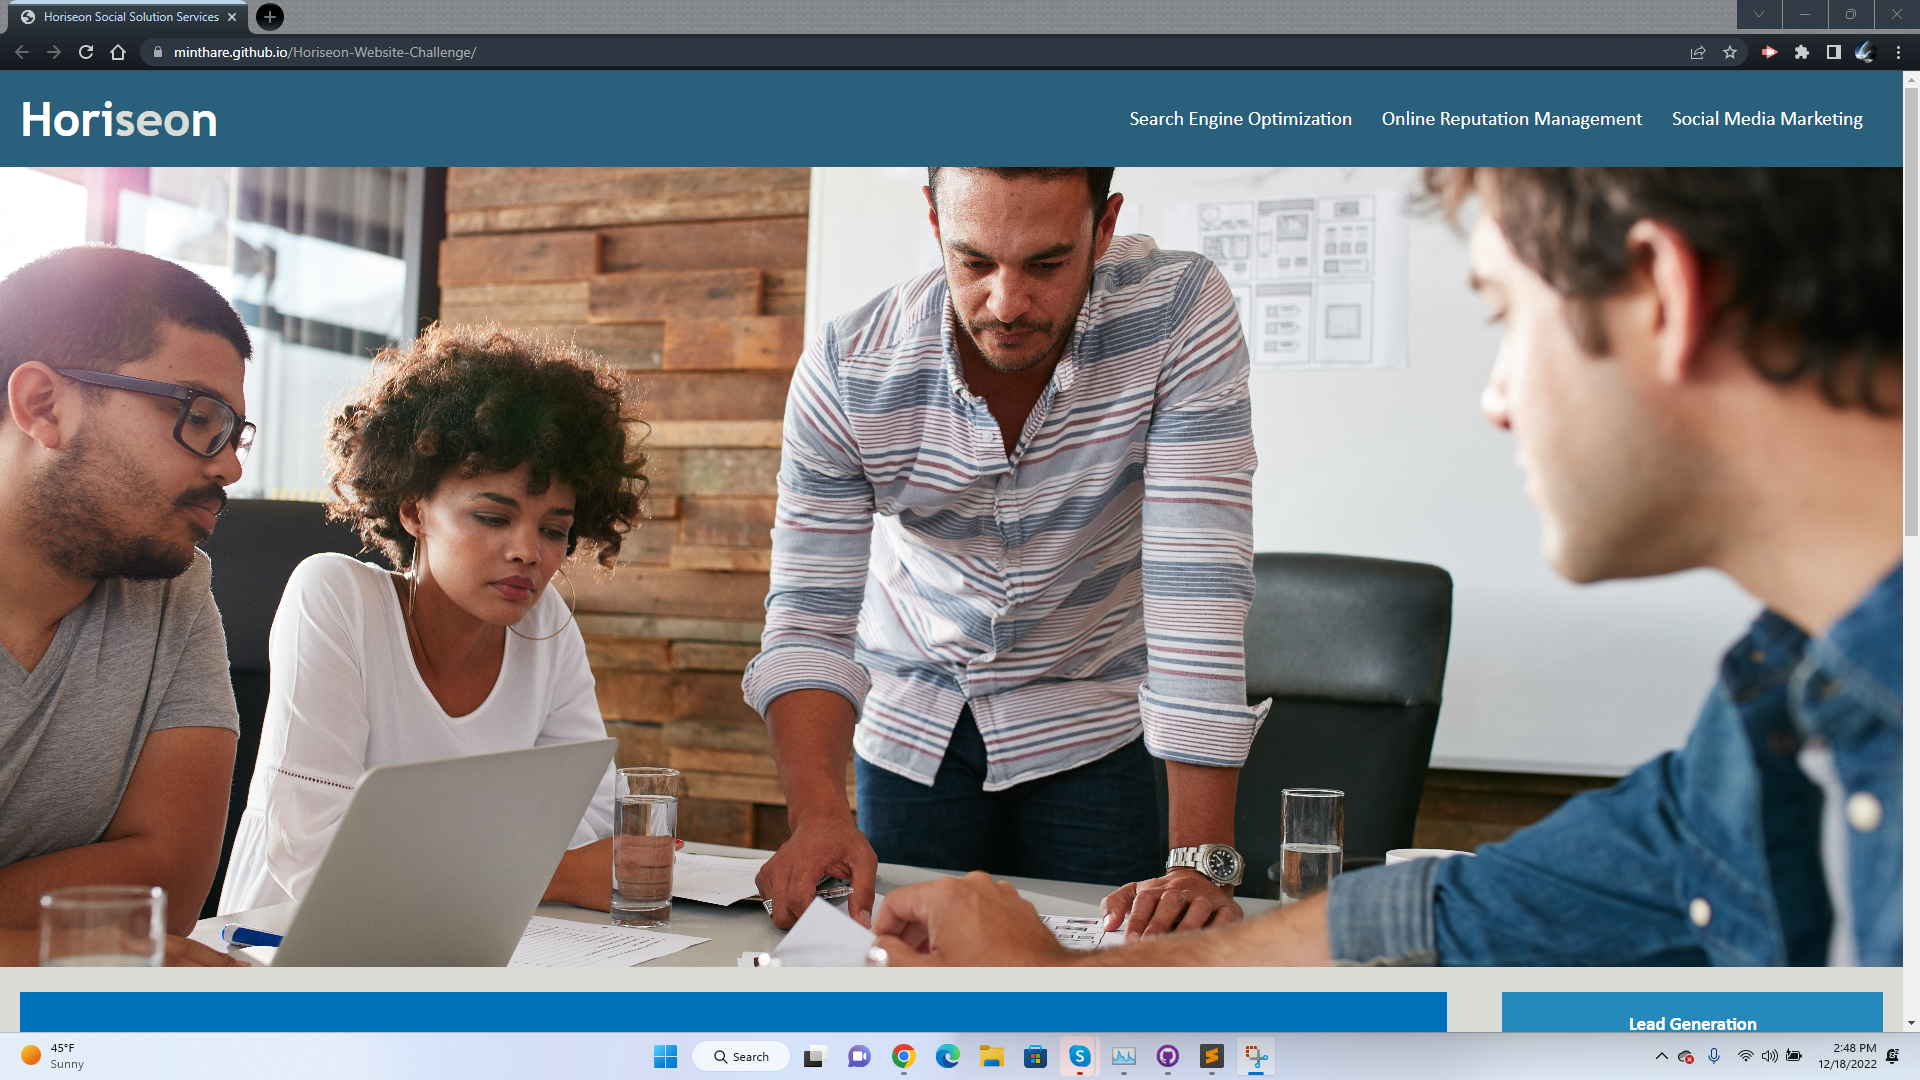 Horiseon Social Solution Services
minthare.github.io/Horiseon-Website-Challenge/
Horiseon
Search Engine Optimization Online Reputation Management Social Media Marketing
Lead Generation
45°F
Sunny
Search
2:48 PM
12/18/2022